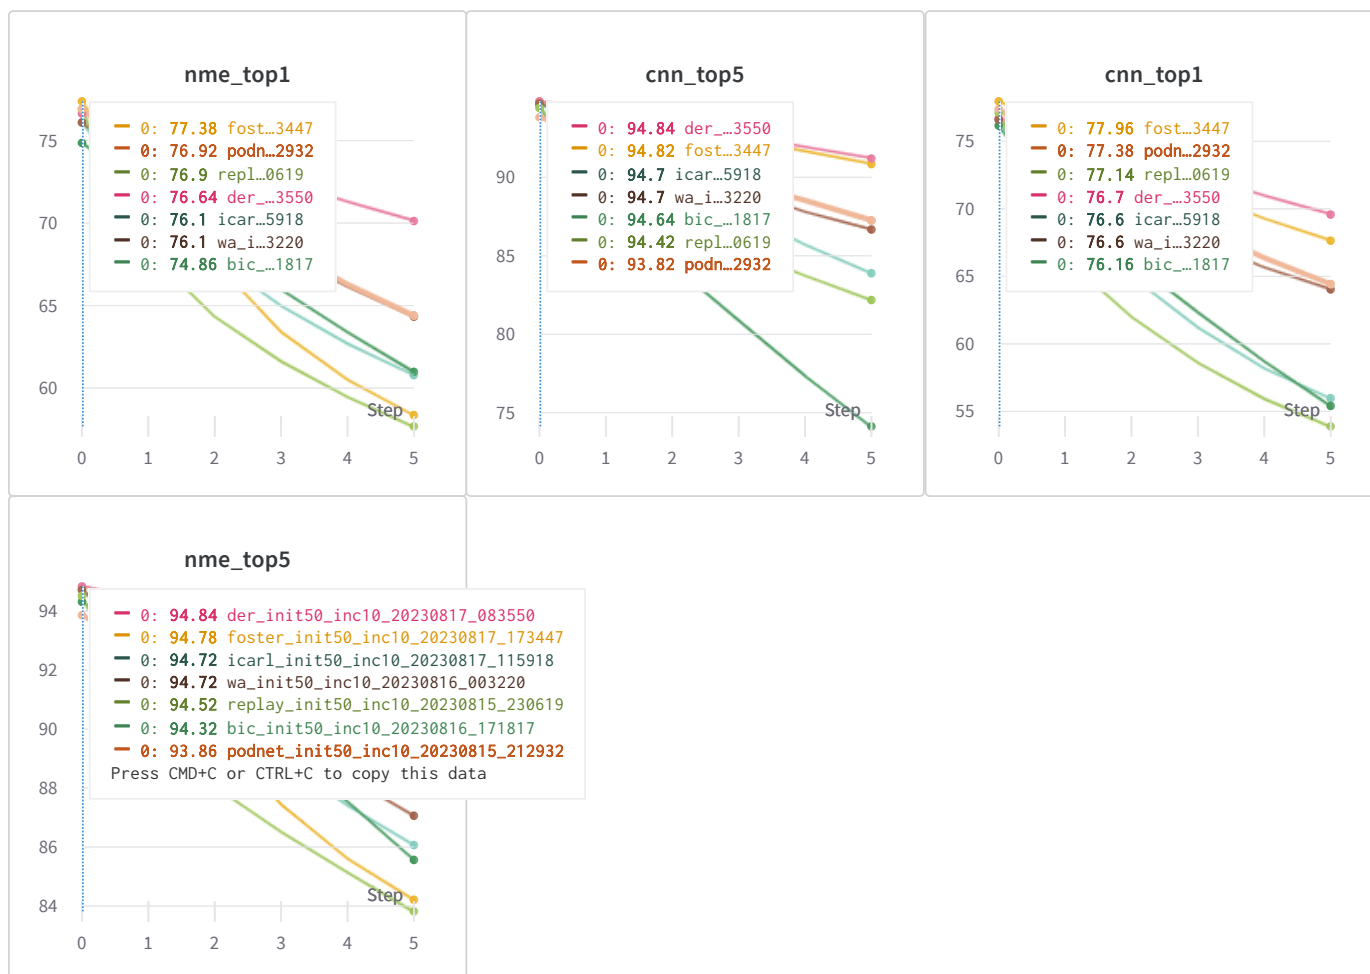 nme_top1
0: 77.38 fost...3447
0: 76.92 podn...2932
0: 76.9 repl...0619
0: 76.64 der_...3550
0: 76.1 icar...5918
0: 76.1 wa_i...3220
0: 74.86 bic_...1817
75
70
65
60
Step
0 1 2 3 4 5
cnn_top5
0: 94.84 der_...3550
0: 94.82 fost...3447
0: 94.7 icar...5918
0: 94.7 wa_i...3220
0: 94.64 bic_...1817
0: 94.42 repl...0619
0: 93.82 podn...2932
90
85
80
75
Step
0 1 2 3 4 5
cnn_top1
0: 77.96 fost...3447
0: 77.38 podn...2932
0: 77.14 repl...0619
0: 76.7 der_...3550
0: 76.6 icar...5918
0: 76.6 wa_i...3220
0: 76.16 bic_...1817
75
70
65
60
55
Step
0 1 2 3 4 5
nme_top5
0: 94.84 der_init50_inc10_20230817_083550
0: 94.78 foster_init50_inc10_20230817_173447
0: 94.72 icarl_init50_inc10_20230817_115918
0: 94.72 wa_init50_inc10_20230816_003220
0: 94.52 replay_init50_inc10_20230815_230619
0: 94.32 bic_init50_inc10_20230816_171817
0: 93.86 podnet_init50_inc10_20230815_212932
Press CMD+C or CTRL+C to copy this data
94
92
90
88
86
84
Step
0 1 2 3 4 5